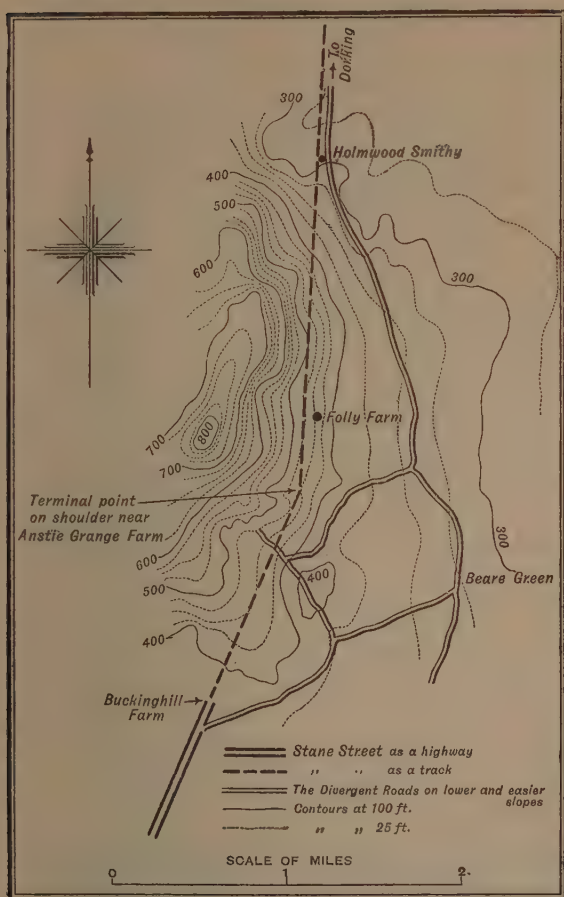 To
Dorking
300
Holmwood Smithy
400
500
600
300
700
800
Folly Farm
700
Terminal point
on shoulder near
Anstie Grange Farm
600
500
400
400
300
Beare Green
Buckinghill
Farm
Stane Street as a highway
„ „ as a track
The Divergent Roads on lower and easier
slopes
Contours at 100 ft.
„ „ 25 ft.
SCALE OF MILES
0 1 2